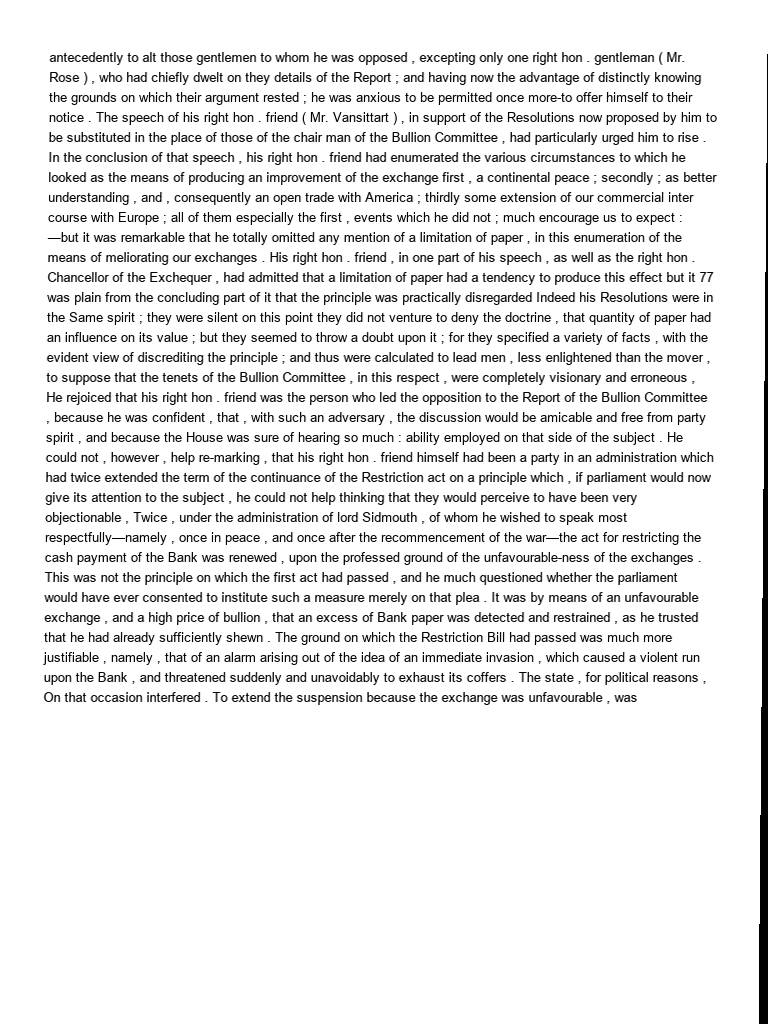 antecedently to alt those gentlemen to whom he was opposed , excepting only one right hon . gentleman ( Mr.
Rose ) , who had chiefly dwelt on they details of the Report ; and having now the advantage of distinctly knowing
the grounds on which their argument rested ; he was anxious to be permitted once more-to offer himself to their
notice . The speech of his right hon . friend ( Mr. Vansittart ) , in support of the Resolutions now proposed by him to
be substituted in the place of those of the chair man of the Bullion Committee , had particularly urged him to rise .
In the conclusion of that speech , his right hon . friend had enumerated the various circumstances to which he
looked as the means of producing an improvement of the exchange first , a continental peace ; secondly ; as better
understanding , and , consequently an open trade with America ; thirdly some extension of our commercial inter
course with Europe ; all of them especially the first , events which he did not ; much encourage us to expect :
—but it was remarkable that he totally omitted any mention of a limitation of paper , in this enumeration of the
means of meliorating our exchanges . His right hon . friend , in one part of his speech , as well as the right hon .
Chancellor of the Exchequer , had admitted that a limitation of paper had a tendency to produce this effect but it 77
was plain from the concluding part of it that the principle was practically disregarded Indeed his Resolutions were in
the Same spirit ; they were silent on this point they did not venture to deny the doctrine , that quantity of paper had
an influence on its value ; but they seemed to throw a doubt upon it ; for they specified a variety of facts , with the
evident view of discrediting the principle ; and thus were calculated to lead men , less enlightened than the mover ,
to suppose that the tenets of the Bullion Committee , in this respect , were completely visionary and erroneous ,
He rejoiced that his right hon . friend was the person who led the opposition to the Report of the Bullion Committee
, because he was confident , that , with such an adversary , the discussion would be amicable and free from party
spirit , and because the House was sure of hearing so much : ability employed on that side of the subject . He
could not , however , help re-marking , that his right hon . friend himself had been a party in an administration which
had twice extended the term of the continuance of the Restriction act on a principle which , if parliament would now
give its attention to the subject , he could not help thinking that they would perceive to have been very
objectionable , Twice , under the administration of lord Sidmouth , of whom he wished to speak most
respectfully—namely , once in peace , and once after the recommencement of the war—the act for restricting the
cash payment of the Bank was renewed , upon the professed ground of the unfavourable-ness of the exchanges .
This was not the principle on which the first act had passed , and he much questioned whether the parliament
would have ever consented to institute such a measure merely on that plea . It was by means of an unfavourable
exchange , and a high price of bullion , that an excess of Bank paper was detected and restrained , as he trusted
that he had already sufficiently shewn . The ground on which the Restriction Bill had passed was much more
justifiable , namely , that of an alarm arising out of the idea of an immediate invasion , which caused a violent run
upon the Bank , and threatened suddenly and unavoidably to exhaust its coffers . The state , for political reasons ,
On that occasion interfered . To extend the suspension because the exchange was unfavourable , was